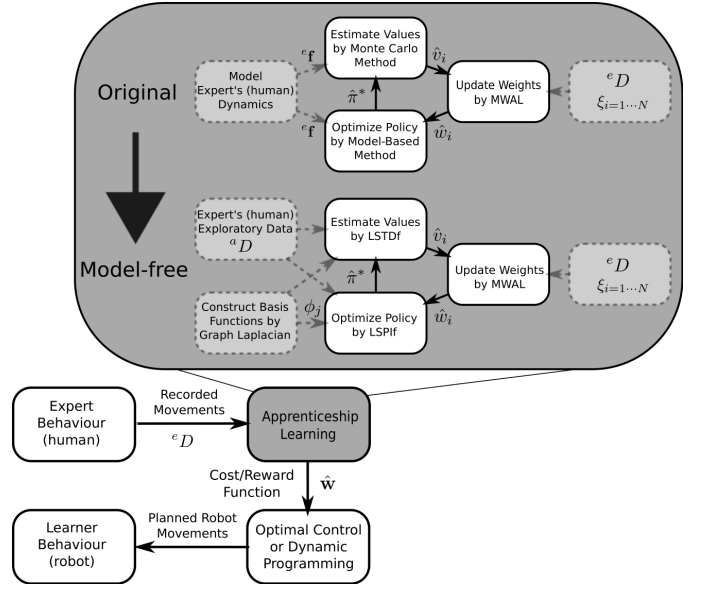 Original
Model
Expert's (human)
Dynamics
ᵉf
ᵉf
Estimate Values
by Monte Carlo
Method
π̂*
Optimize Policy
by Model-Based
Method
v̂ᵢ
ŵᵢ
Update Weights
by MWAL
ᵉD
ξᵢ₌₁...N
Model-free
Expert's (human)
Exploratory Data
ᵃD
Construct Basis
Functions by
Graph Laplacian
ϕⱼ
Estimate Values
by LSTDf
π̂*
Optimize Policy
by LSPIf
v̂ᵢ
ŵᵢ
Update Weights
by MWAL
ᵉD
ξᵢ₌₁...N
Expert
Behaviour
(human)
Recorded
Movements
ᵉD
Apprenticeship
Learning
Cost/Reward
Function
ŵ
Optimal Control
or Dynamic
Programming
Planned Robot
Movements
Learner
Behaviour
(robot)